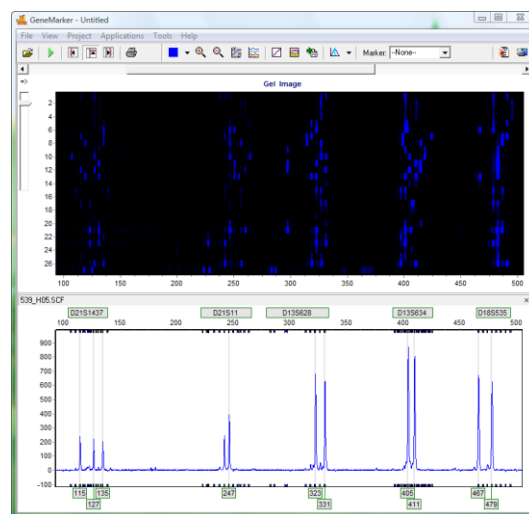 GeneMarker - Untitled
File View Project Applications Tools Help
Marker: --None--
Gel Image
2
4
6
8
10
12
14
16
18
20
22
24
26
100 150 200 250 300 350 400 450 500
539_H05.SCF
D21S1437 D21S11 D13S628 D13S634 D18S535
100 150 200 250 300 350 400 450 500
900
800
700
600
500
400
300
200
100
0
-100
115 135 247 323 405 467
127 331 411 479